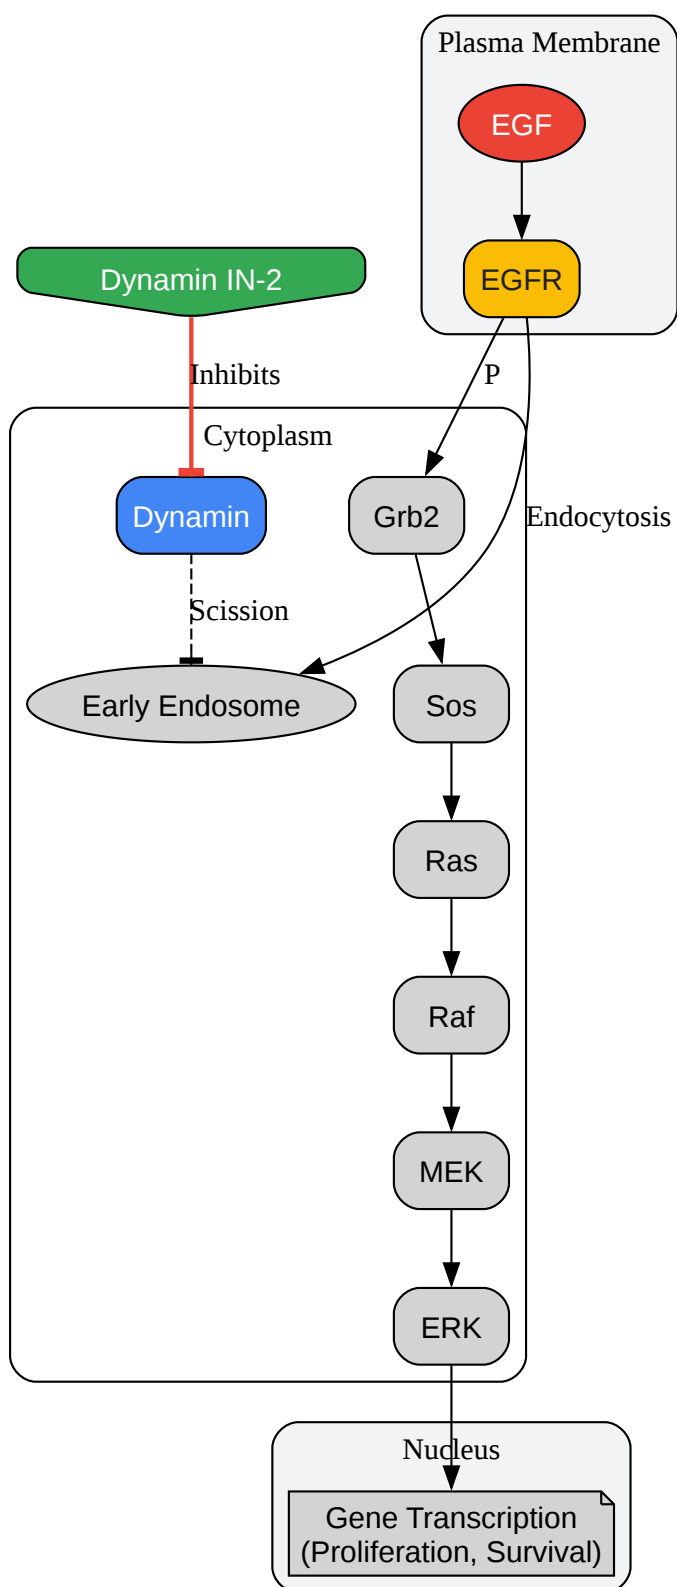 Plasma Membrane
EGF
EGFR
Dynamin IN-2
Inhibits
P
Cytoplasm
Dynamin
Grb2
Endocytosis
Scission
Early Endosome
Sos
Ras
Raf
MEK
ERK
Nucleus
Gene Transcription
(Proliferation, Survival)